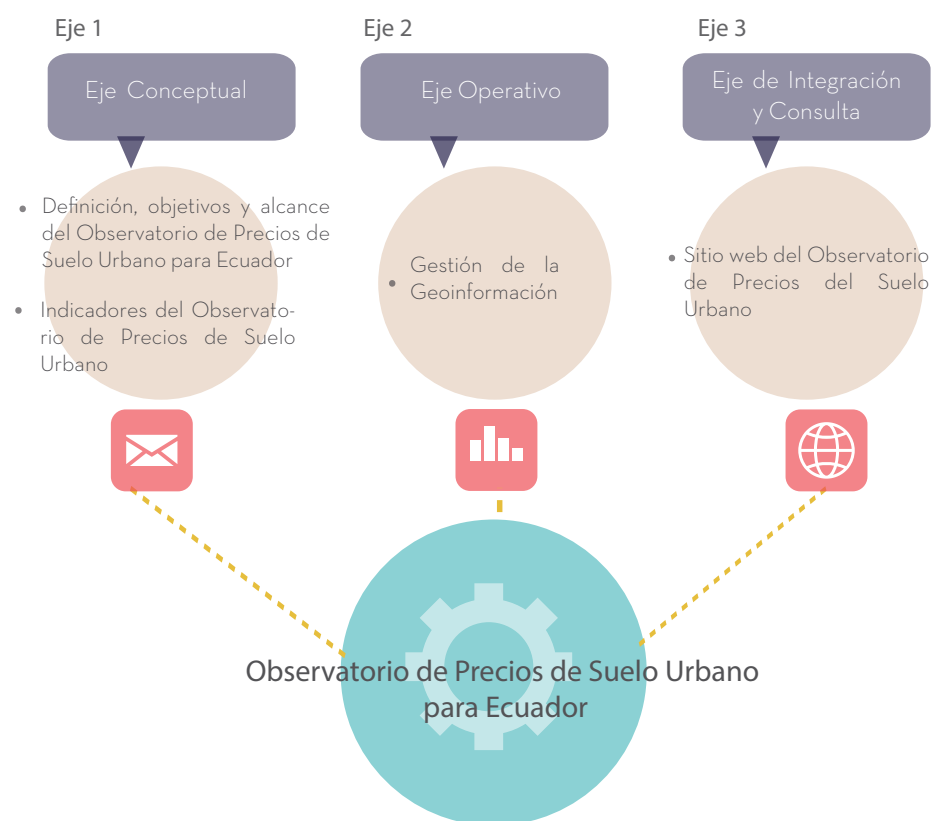 Eje 1
Eje Conceptual
• Definición, objetivos y alcance
del Observatorio de Precios de
Suelo Urbano para Ecuador
• Indicadores del Observato-
rio de Precios de Suelo
Urbano
Eje 2
Eje Operativo
• Gestión de la
Geoinformación
Eje 3
Eje de Integración
y Consulta
• Sitio web del Observatorio
de Precios del Suelo
Urbano
Observatorio de Precios de Suelo Urbano
para Ecuador